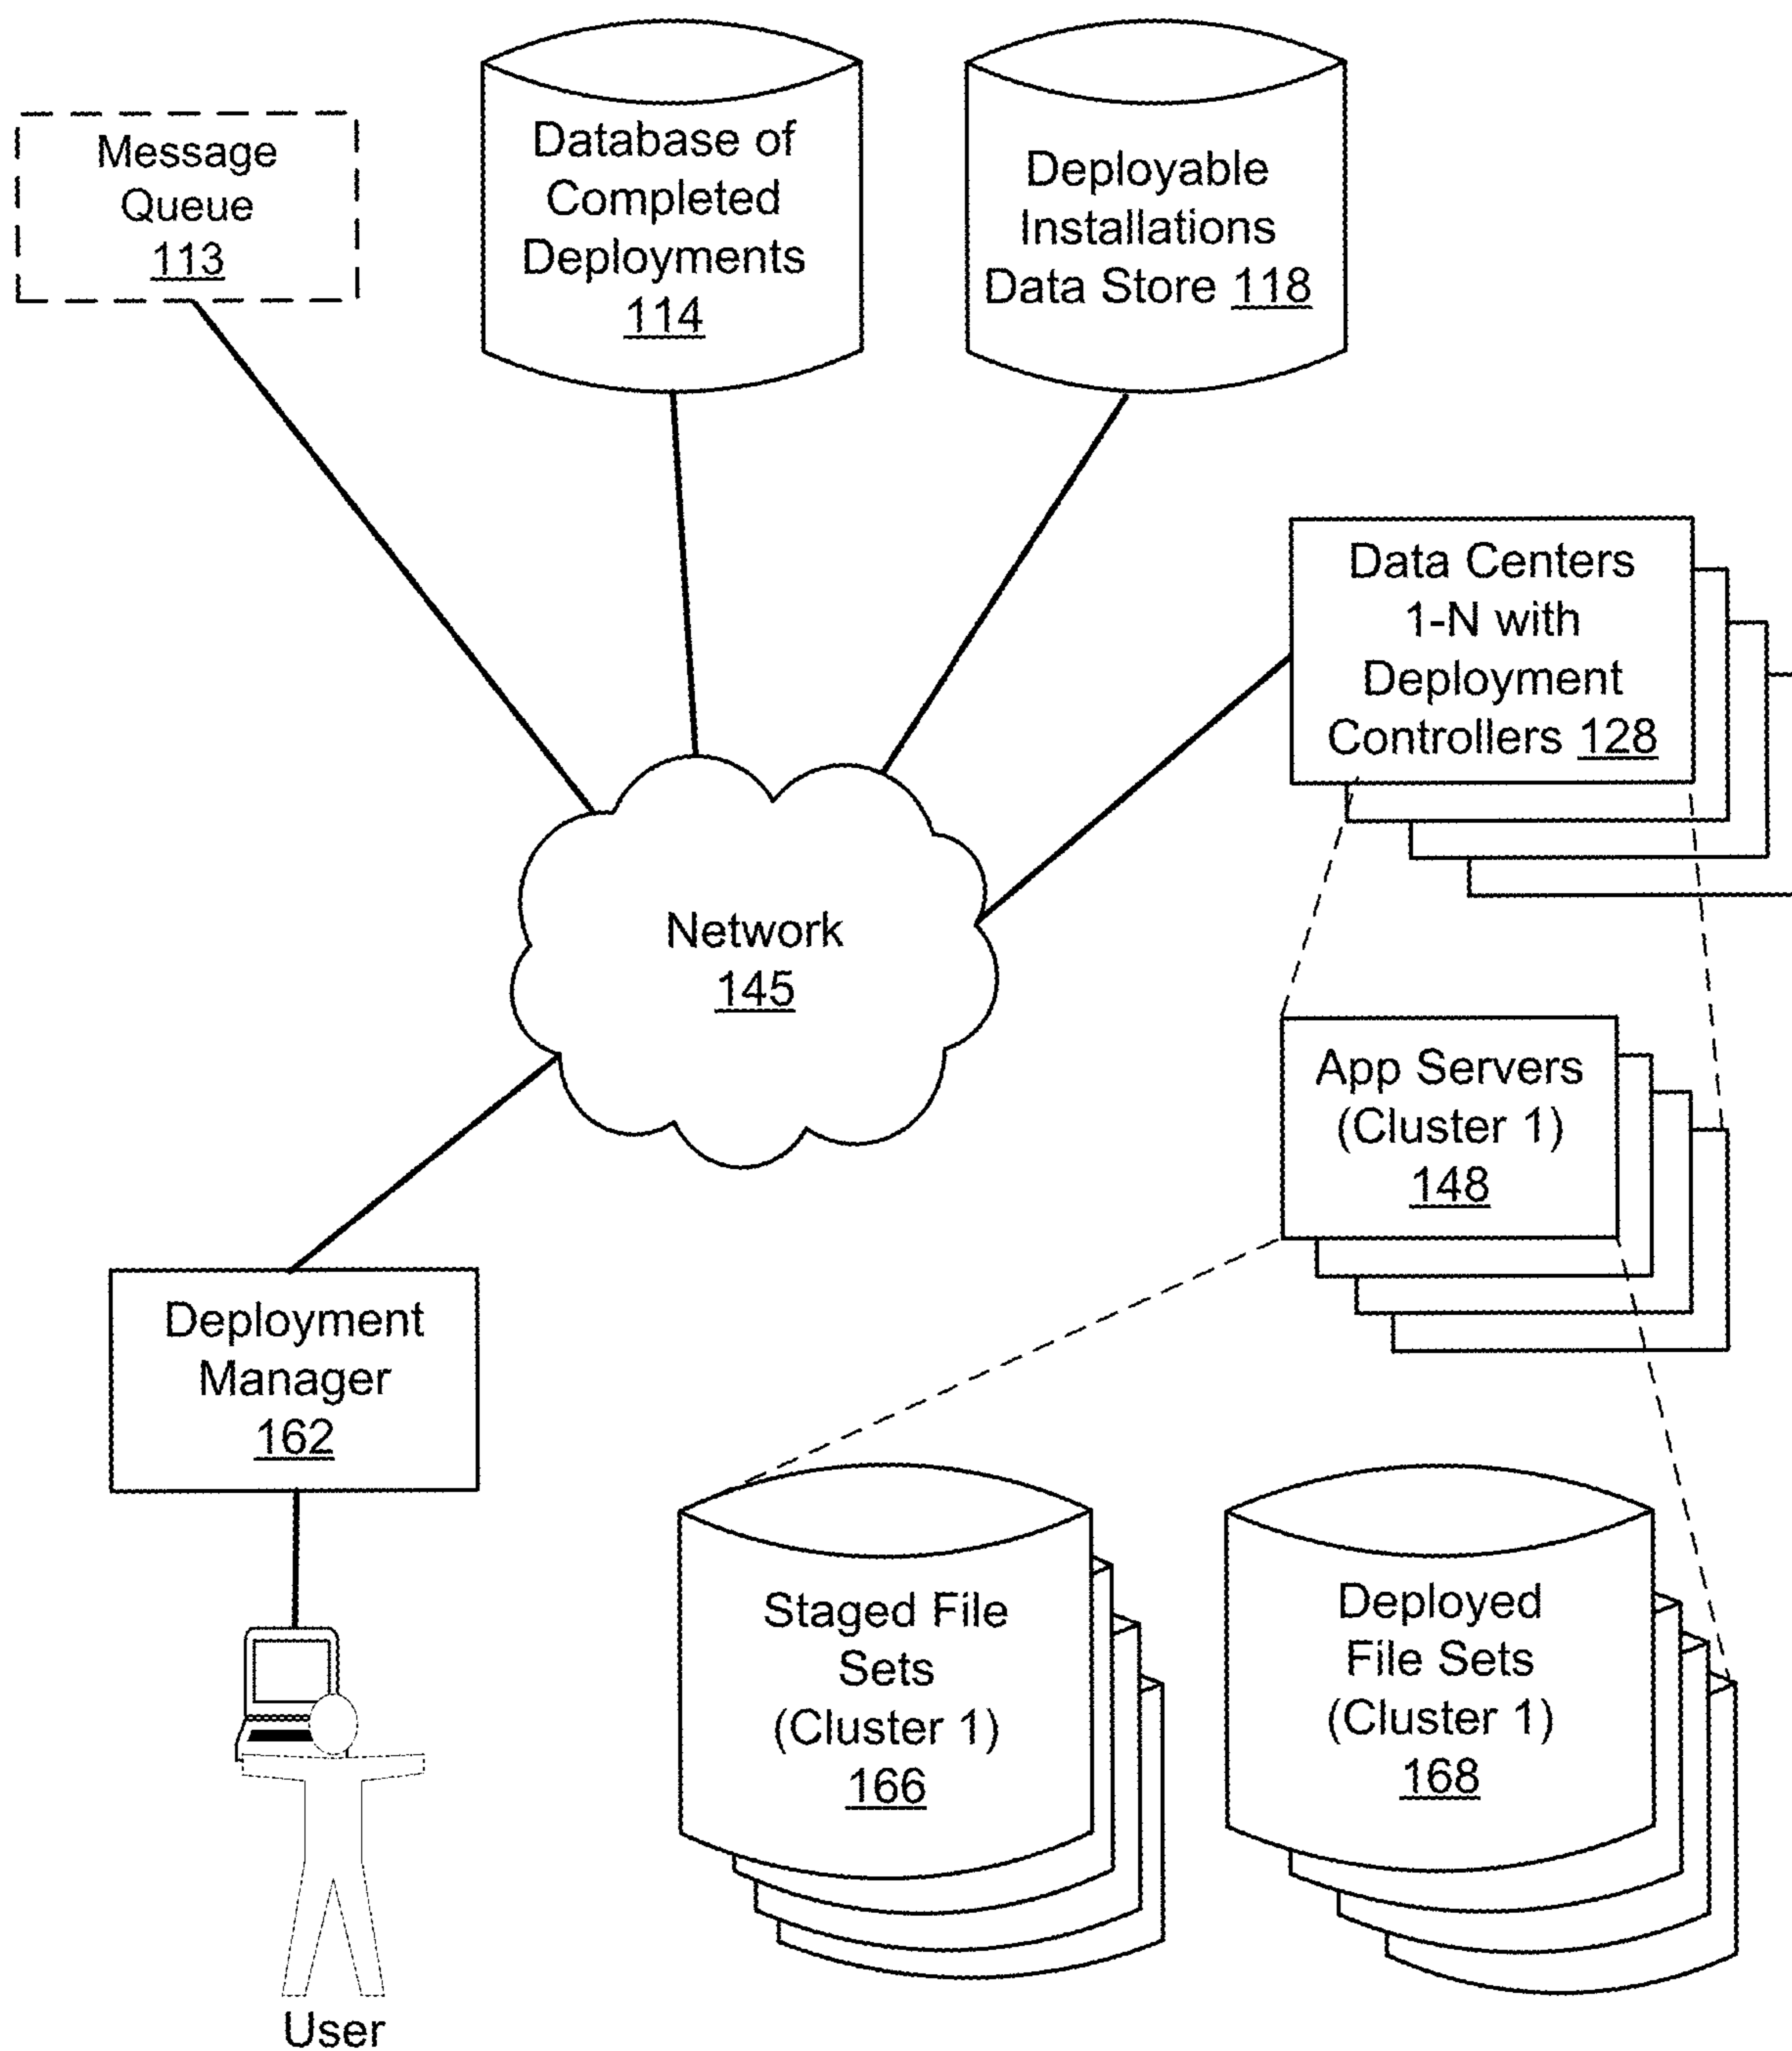 Message
Queue
113
Database of
Completed
Deployments
114
Deployable
Installations
Data Store 118
Data Centers
1-N with
Deployment
Controllers 128
Network
145
App Servers
(Cluster 1)
148
Deployment
Manager
162
Staged File
Sets
(Cluster 1)
166
Deployed
File Sets
(Cluster 1)
168
User